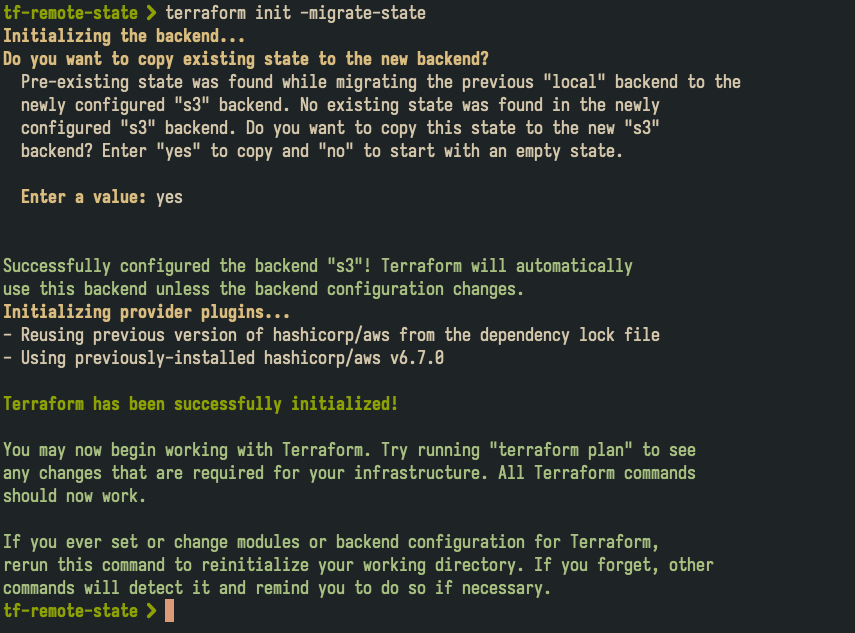 tf-remote-state ❯ terraform init -migrate-state
Initializing the backend...
Do you want to copy existing state to the new backend?
  Pre-existing state was found while migrating the previous "local" backend to the
  newly configured "s3" backend. No existing state was found in the newly
  configured "s3" backend. Do you want to copy this state to the new "s3"
  backend? Enter "yes" to copy and "no" to start with an empty state.

  Enter a value: yes


Successfully configured the backend "s3"! Terraform will automatically
use this backend unless the backend configuration changes.
Initializing provider plugins...
- Reusing previous version of hashicorp/aws from the dependency lock file
- Using previously-installed hashicorp/aws v6.7.0

Terraform has been successfully initialized!

You may now begin working with Terraform. Try running "terraform plan" to see
any changes that are required for your infrastructure. All Terraform commands
should now work.

If you ever set or change modules or backend configuration for Terraform,
rerun this command to reinitialize your working directory. If you forget, other
commands will detect it and remind you to do so if necessary.
tf-remote-state ❯